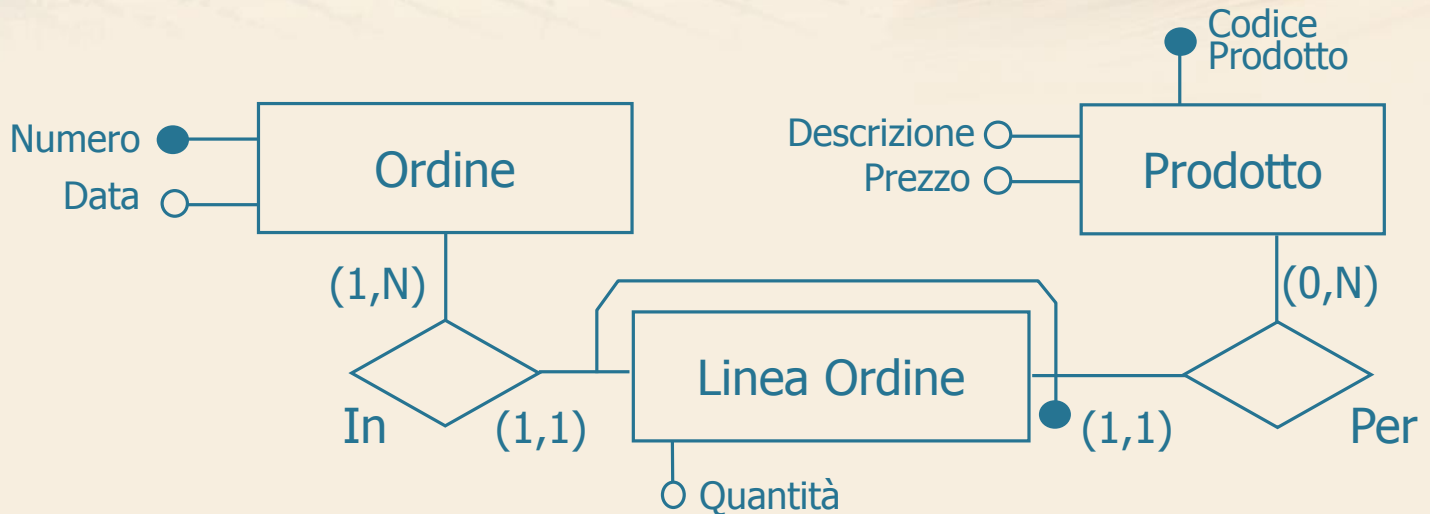 Codice
Prodotto
Numero
Ordine
Descrizione
Prodotto
Data
Prezzo
(1,N)
(0,N)
Linea Ordine
In
(1,1)
(1,1)
Per
Quantità